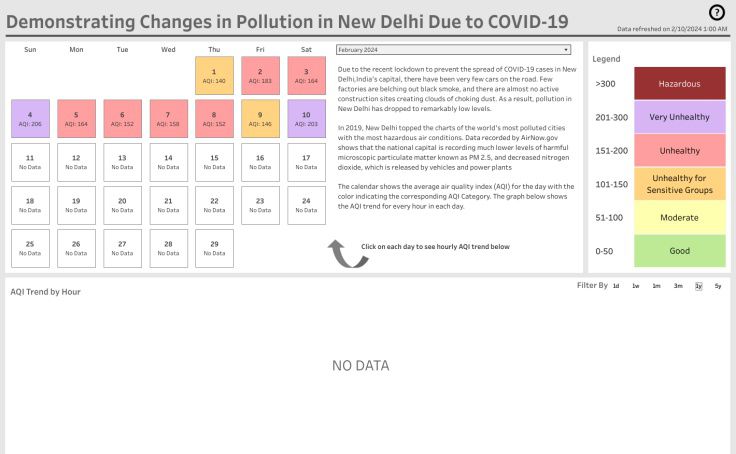 Demonstrating Changes in Pollution in New Delhi Due to COVID-19
?
Data refreshed on 2/10/2024 1:00 AM
Sun Mon Tue Wed Thu Fri Sat
1 2 3
AQI: 140 AQI: 183 AQI: 164
4 5 6 7 8 9 10
AQI: 206 AQI: 164 AQI: 152 AQI: 158 AQI: 152 AQI: 146 AQI: 203
11 12 13 14 15 16 17
No Data No Data No Data No Data No Data No Data No Data
18 19 20 21 22 23 24
No Data No Data No Data No Data No Data No Data No Data
25 26 27 28 29
No Data No Data No Data No Data No Data
February 2024
Due to the recent lockdown to prevent the spread of COVID-19 cases in New
Delhi,India's capital, there have been very few cars on the road. Few
factories are belching out black smoke, and there are almost no active
construction sites creating clouds of choking dust. As a result, pollution in
New Delhi has dropped to remarkably low levels.
In 2019, New Delhi topped the charts of the world's most polluted cities
with the most hazardous air conditions. Data recorded by AirNow.gov
shows that the national capital is recording much lower levels of harmful
microscopic particulate matter known as PM 2.5, and decreased nitrogen
dioxide, which is released by vehicles and power plants
The calendar shows the average air quality index (AQI) for the day with the
color indicating the corresponding AQI Category. The graph below shows
the AQI trend for every hour in each day.
Click on each day to see hourly AQI trend below
Legend
>300 Hazardous
201-300 Very Unhealthy
151-200 Unhealthy
101-150 Unhealthy for
Sensitive Groups
51-100 Moderate
0-50 Good
AQI Trend by Hour
Filter By 1d 1w 1m 3m 1y 5y
NO DATA